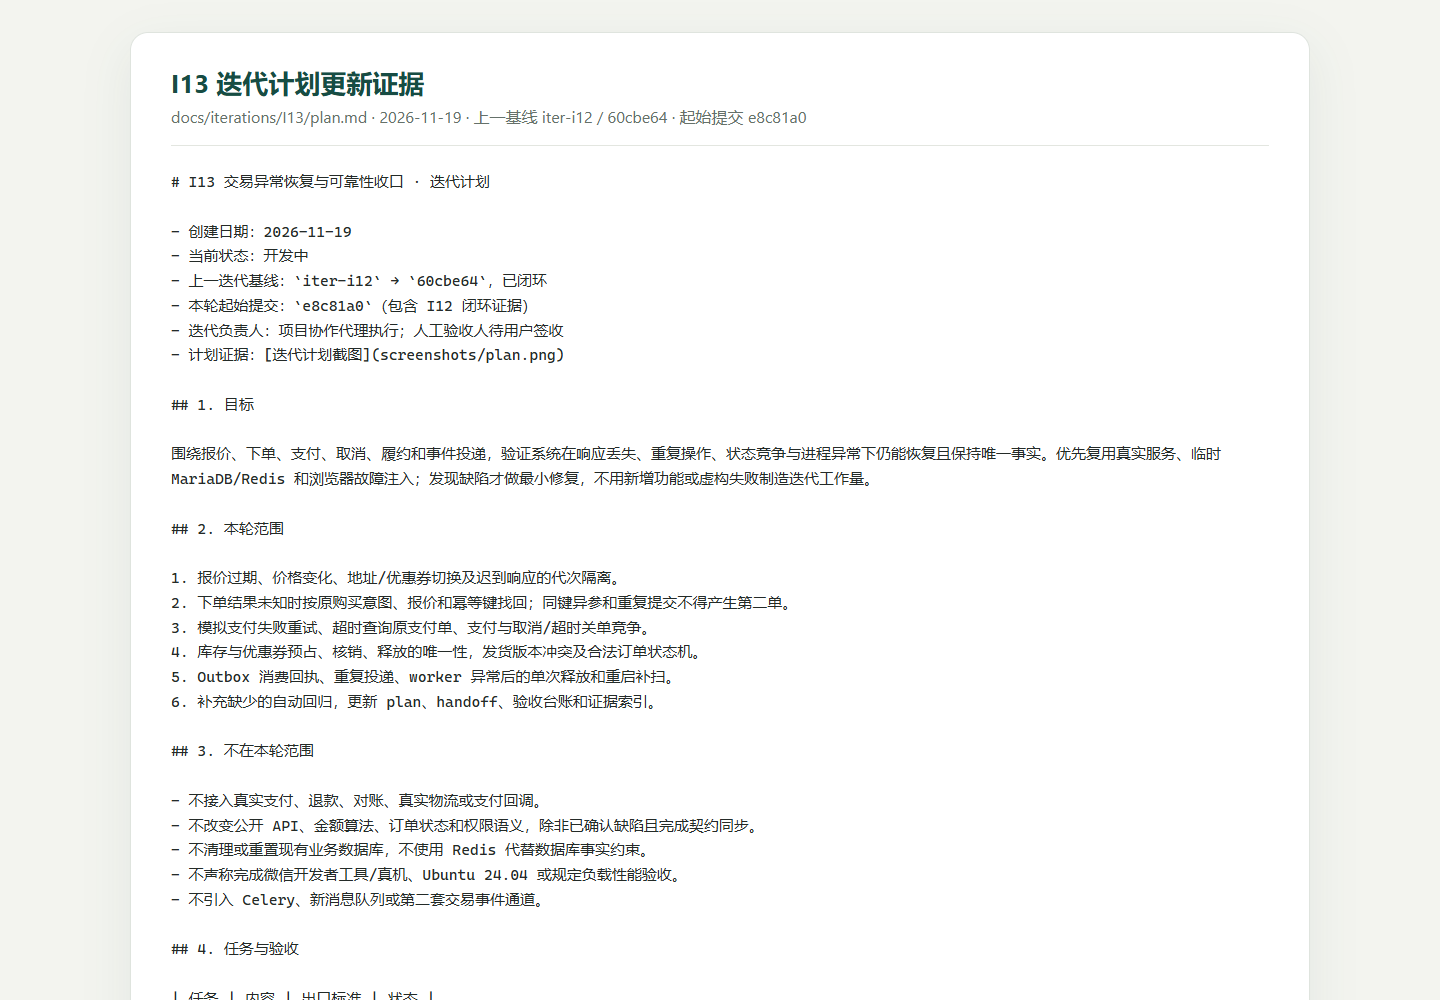 I13 迭代计划更新证据
docs/iterations/I13/plan.md · 2026-11-19 · 上一基线 iter-i12 / 60cbe64 · 起始提交 e8c81a0
# I13 交易异常恢复与可靠性收口 · 迭代计划
- 创建日期：2026-11-19
- 当前状态：开发中
- 上一迭代基线：`iter-i12` → `60cbe64`，已闭环
- 本轮起始提交：`e8c81a0`（包含 I12 闭环证据）
- 迭代负责人：项目协作代理执行；人工验收人待用户签收
- 计划证据：[迭代计划截图](screenshots/plan.png)
## 1. 目标
围绕报价、下单、支付、取消、履约和事件投递，验证系统在响应丢失、重复操作、状态竞争与进程异常下仍能恢复且保持唯一事实。优先复用真实服务、临时
MariaDB/Redis 和浏览器故障注入；发现缺陷才做最小修复，不用新增功能或虚构失败制造迭代工作量。
## 2. 本轮范围
1. 报价过期、价格变化、地址/优惠券切换及迟到响应的代次隔离。
2. 下单结果未知时按原购买意图、报价和幂等键找回；同键异参和重复提交不得产生第二单。
3. 模拟支付失败重试、超时查询原支付单、支付与取消/超时关单竞争。
4. 库存与优惠券预占、核销、释放的唯一性，发货版本冲突及合法订单状态机。
5. Outbox 消费回执、重复投递、worker 异常后的单次释放和重启补扫。
6. 补充缺少的自动回归，更新 plan、handoff、验收台账和证据索引。
## 3. 不在本轮范围
- 不接入真实支付、退款、对账、真实物流或支付回调。
- 不改变公开 API、金额算法、订单状态和权限语义，除非已确认缺陷且完成契约同步。
- 不清理或重置现有业务数据库，不使用 Redis 代替数据库事实约束。
- 不声称完成微信开发者工具/真机、Ubuntu 24.04 或规定负载性能验收。
- 不引入 Celery、新消息队列或第二套交易事件通道。
## 4. 任务与验收
| 任务 | 内容 | 出口标准 | 状态 |